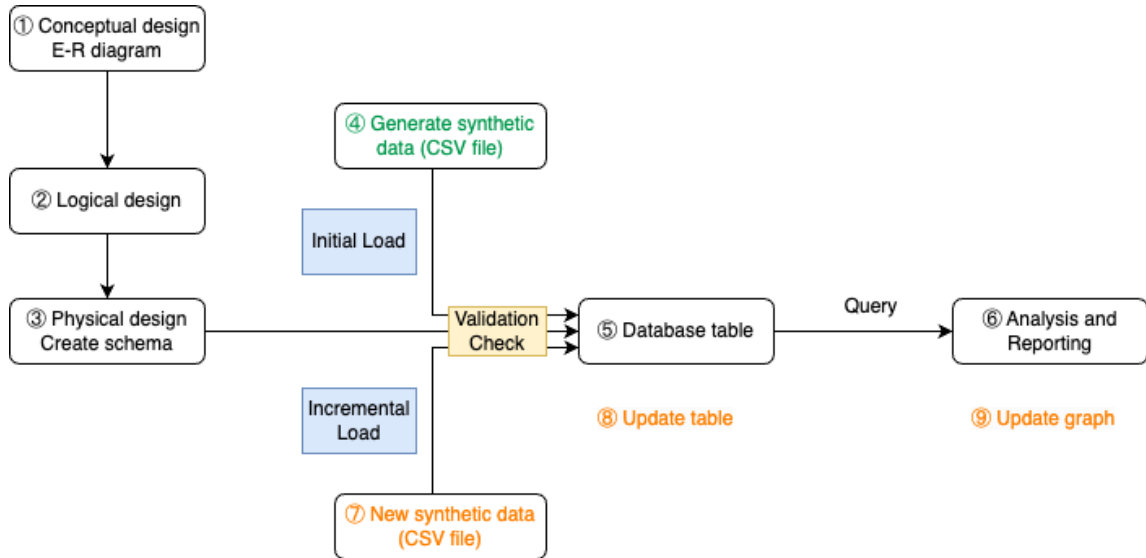 ① Conceptual design
E-R diagram
② Logical design
③ Physical design
Create schema
④ Generate synthetic
data (CSV file)
Initial Load
Validation
Check
⑤ Database table
Query
⑥ Analysis and
Reporting
Incremental
Load
⑧ Update table
⑨ Update graph
⑦ New synthetic data
(CSV file)